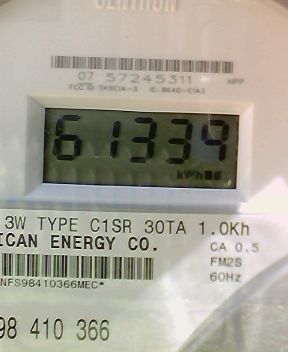 CENTRON
07 57245311
61339
kWh
3W TYPE C1SR 30TA 1.0Kh
ICAN ENERGY CO.
CA 0.5
FM2S
60Hz
NFS98410366MEC*
98 410 366